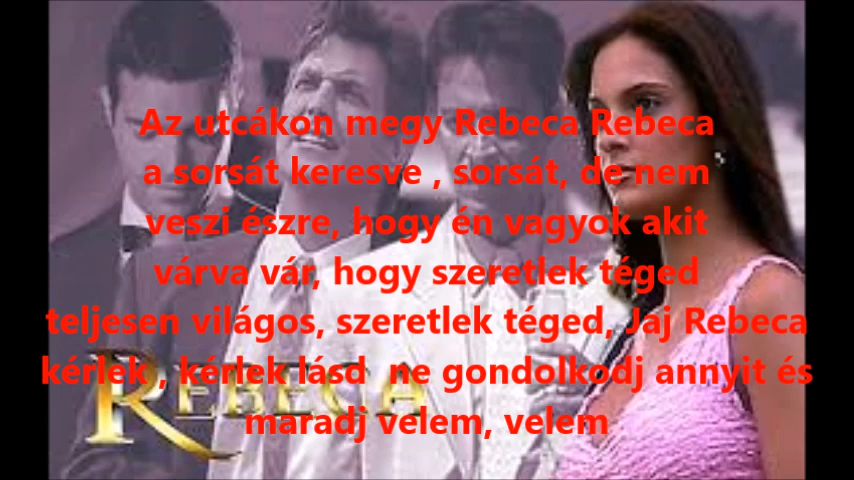 Az utcákon megy Rebeca Rebeca
a sorsát keresve , sorsát, de nem
veszi észre, hogy én vagyok akit
várva vár, hogy szeretlek téged
teljesen világos, szeretlek téged, Jaj Rebeca
kérlek , kérlek lásd  ne gondolkodj annyit és
maradj velem, velem
REBECA